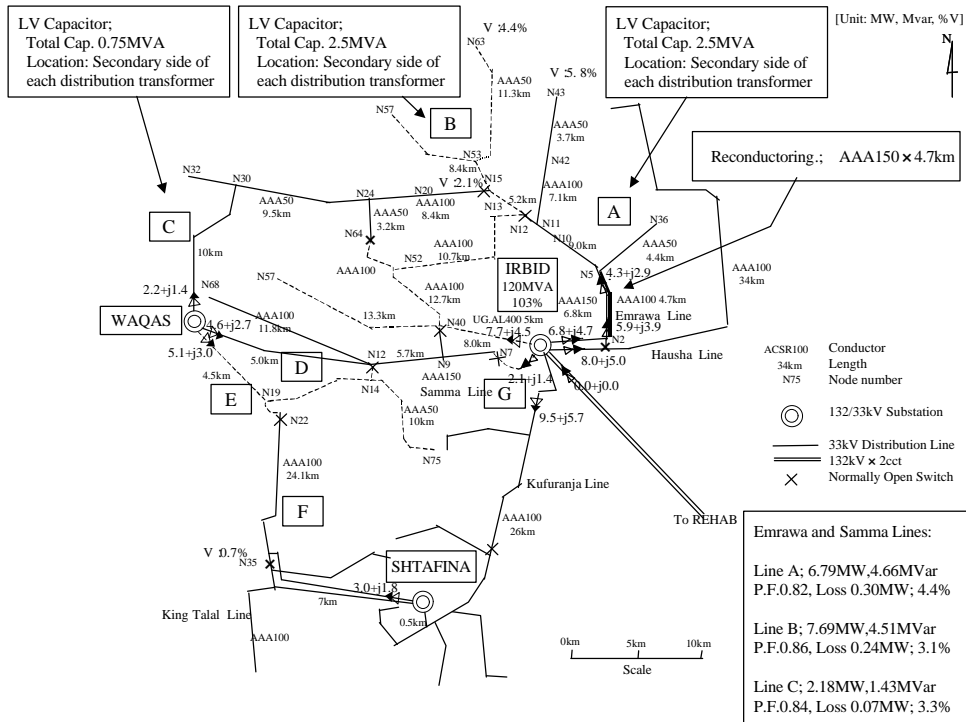 LV Capacitor;
Total Cap. 0.75MVA
Location: Secondary side of
each distribution transformer
LV Capacitor;
Total Cap. 2.5MVA
Location: Secondary side of
each distribution transformer
LV Capacitor;
Total Cap. 2.5MVA
Location: Secondary side of
each distribution transformer
[Unit: MW, Mvar, %V]
N
V :4.4%
N63
V :5. 8%
N43
AAA50
11.3km
N57
B
AAA50
3.7km
N42
Reconductoring.; AAA150 × 4.7km
N53
8.4km
N15
V :2.1%
N32
N30
AAA50
9.5km
N24
N20
AAA100
8.4km
N13
5.2km
AAA100
7.1km
A
C
AAA50
3.2km
N64
N12
N11
N10
9.0km
N36
AAA50
4.4km
10km
AAA100
N52
AAA100
10.7km
IRBID
120MVA
103%
N5
4.3+j2.9
AAA100
34km
N57
N68
2.2+j1.4
AAA100
12.7km
AAA150
6.8km
AAA100 4.7km
Emrawa Line
WAQAS
4.6+j2.7
AAA100
11.8km
13.3km
N40
UG.AL400 5km
8.0km
7.7+j4.5
6.8+j4.7
5.9+j3.9
N2
5.1+j3.0
5.0km
D
N12
5.7km
N7
8.0+j5.0
Hausha Line
ACSR100 Conductor
34km Length
N75 Node number
4.5km
N9
AAA150
Samma Line
G
2.1+j1.4
0.0+j0.0
E
N19
N14
N22
AAA50
10km
9.5+j5.7
132/33kV Substation
33kV Distribution Line
132kV × 2cct
Normally Open Switch
N75
AAA100
24.1km
Kufuranja Line
F
AAA100
26km
To REHAB
V :0.7%
N35
SHTAFINA
3.0+j1.8
7km
King Talal Line
0.5km
AAA100
0km 5km 10km
Scale
Emrawa and Samma Lines:
Line A; 6.79MW,4.66MVar
P.F.0.82, Loss 0.30MW; 4.4%
Line B; 7.69MW,4.51MVar
P.F.0.86, Loss 0.24MW; 3.1%
Line C; 2.18MW,1.43MVar
P.F.0.84, Loss 0.07MW; 3.3%